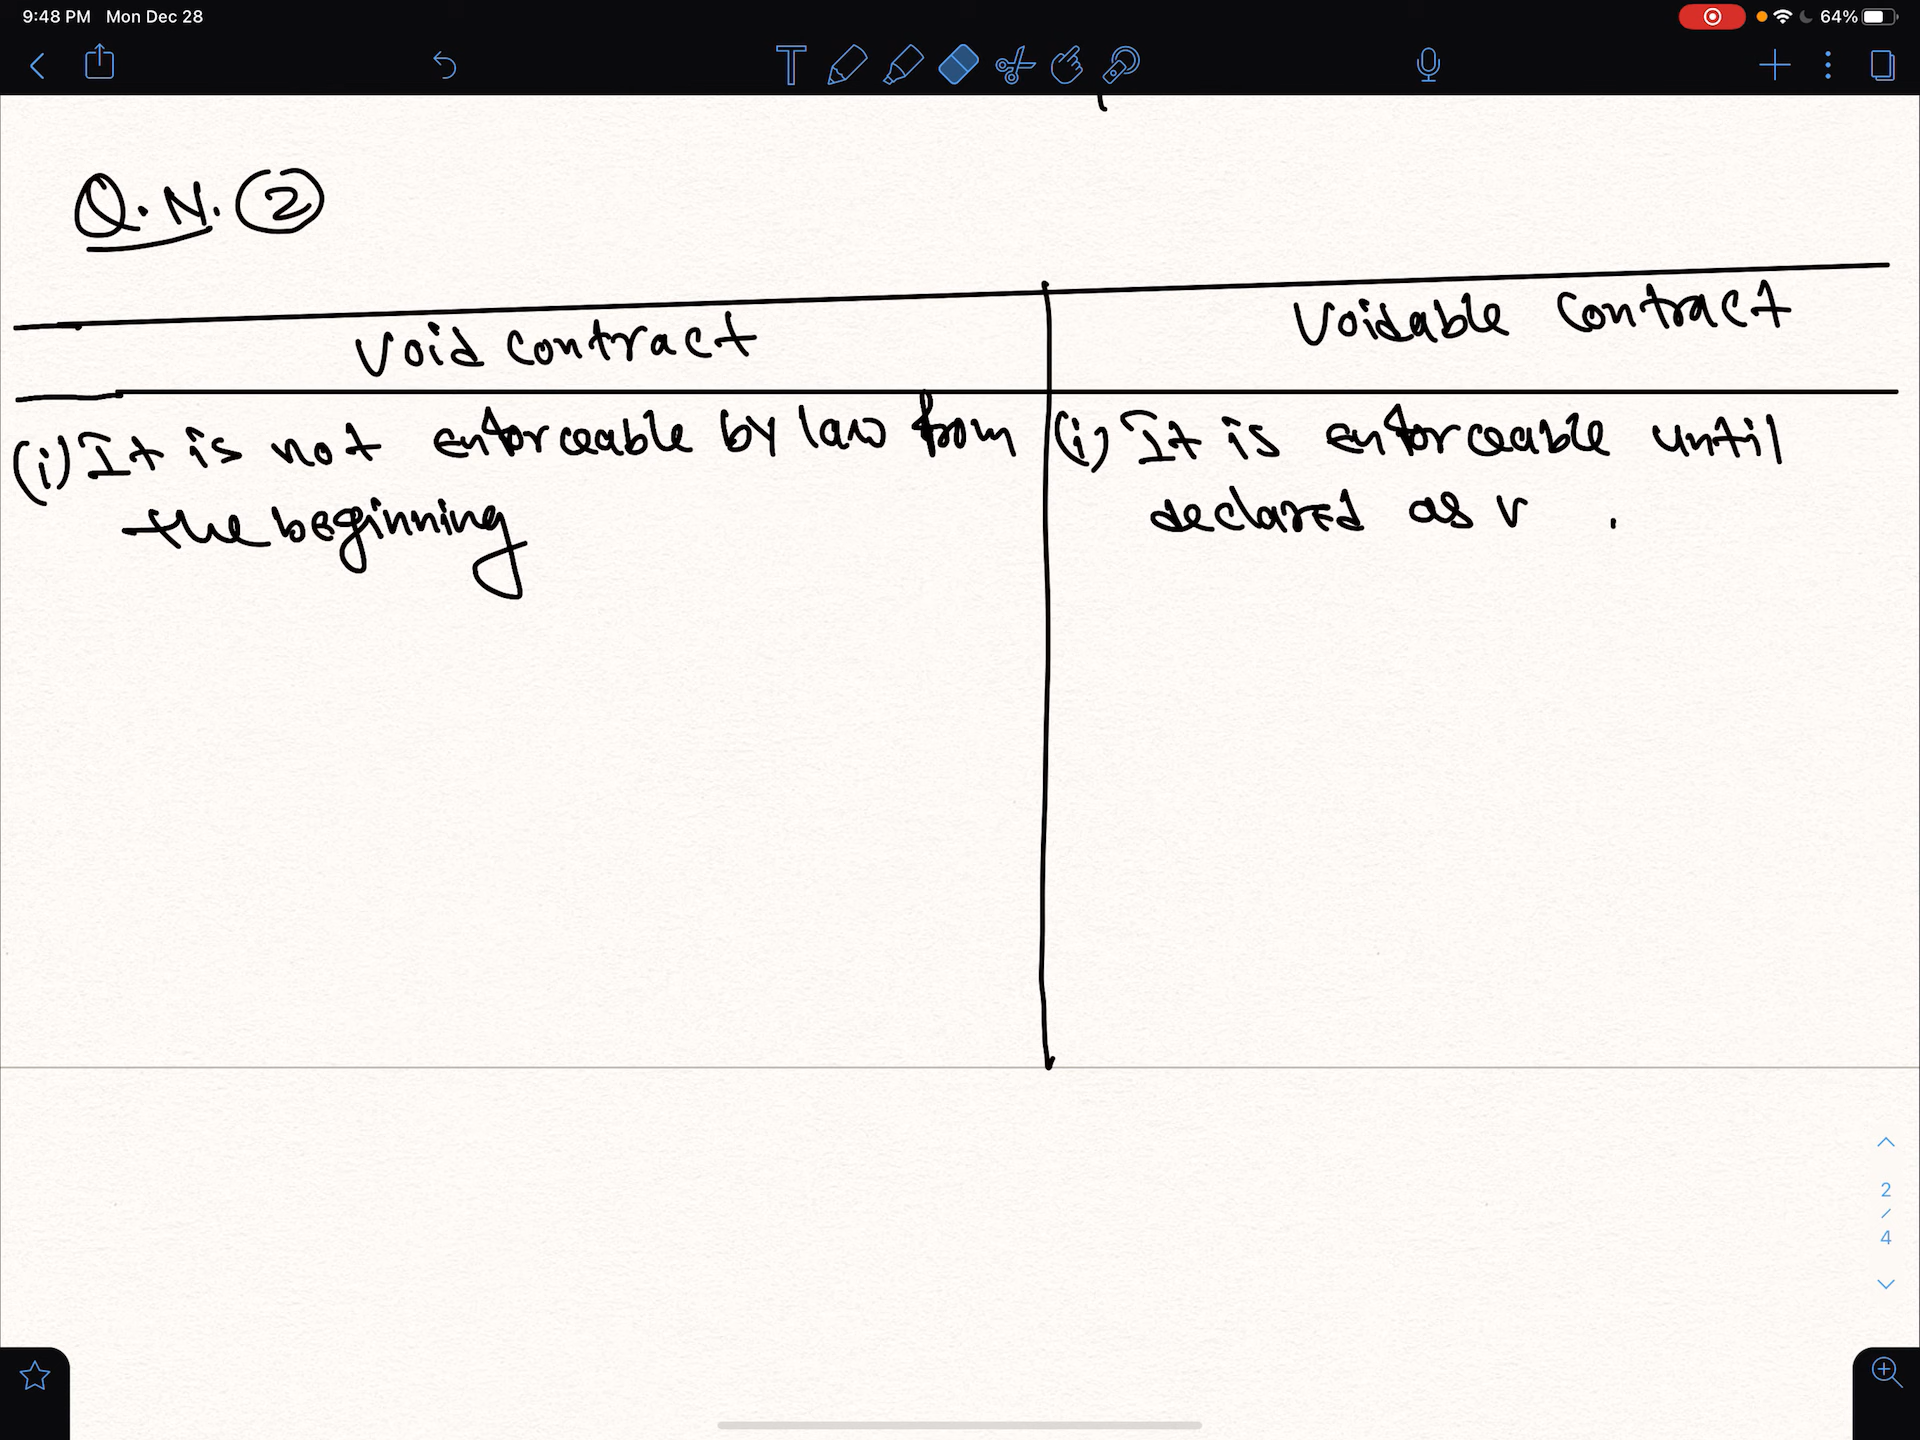 9:48 PM Mon Dec 28
64%
Q.N. 2
Void contract
Voidable contract
(i) It is not enforceable by law from
the beginning
(i) It is enforceable until
declared as v .
2
/
4